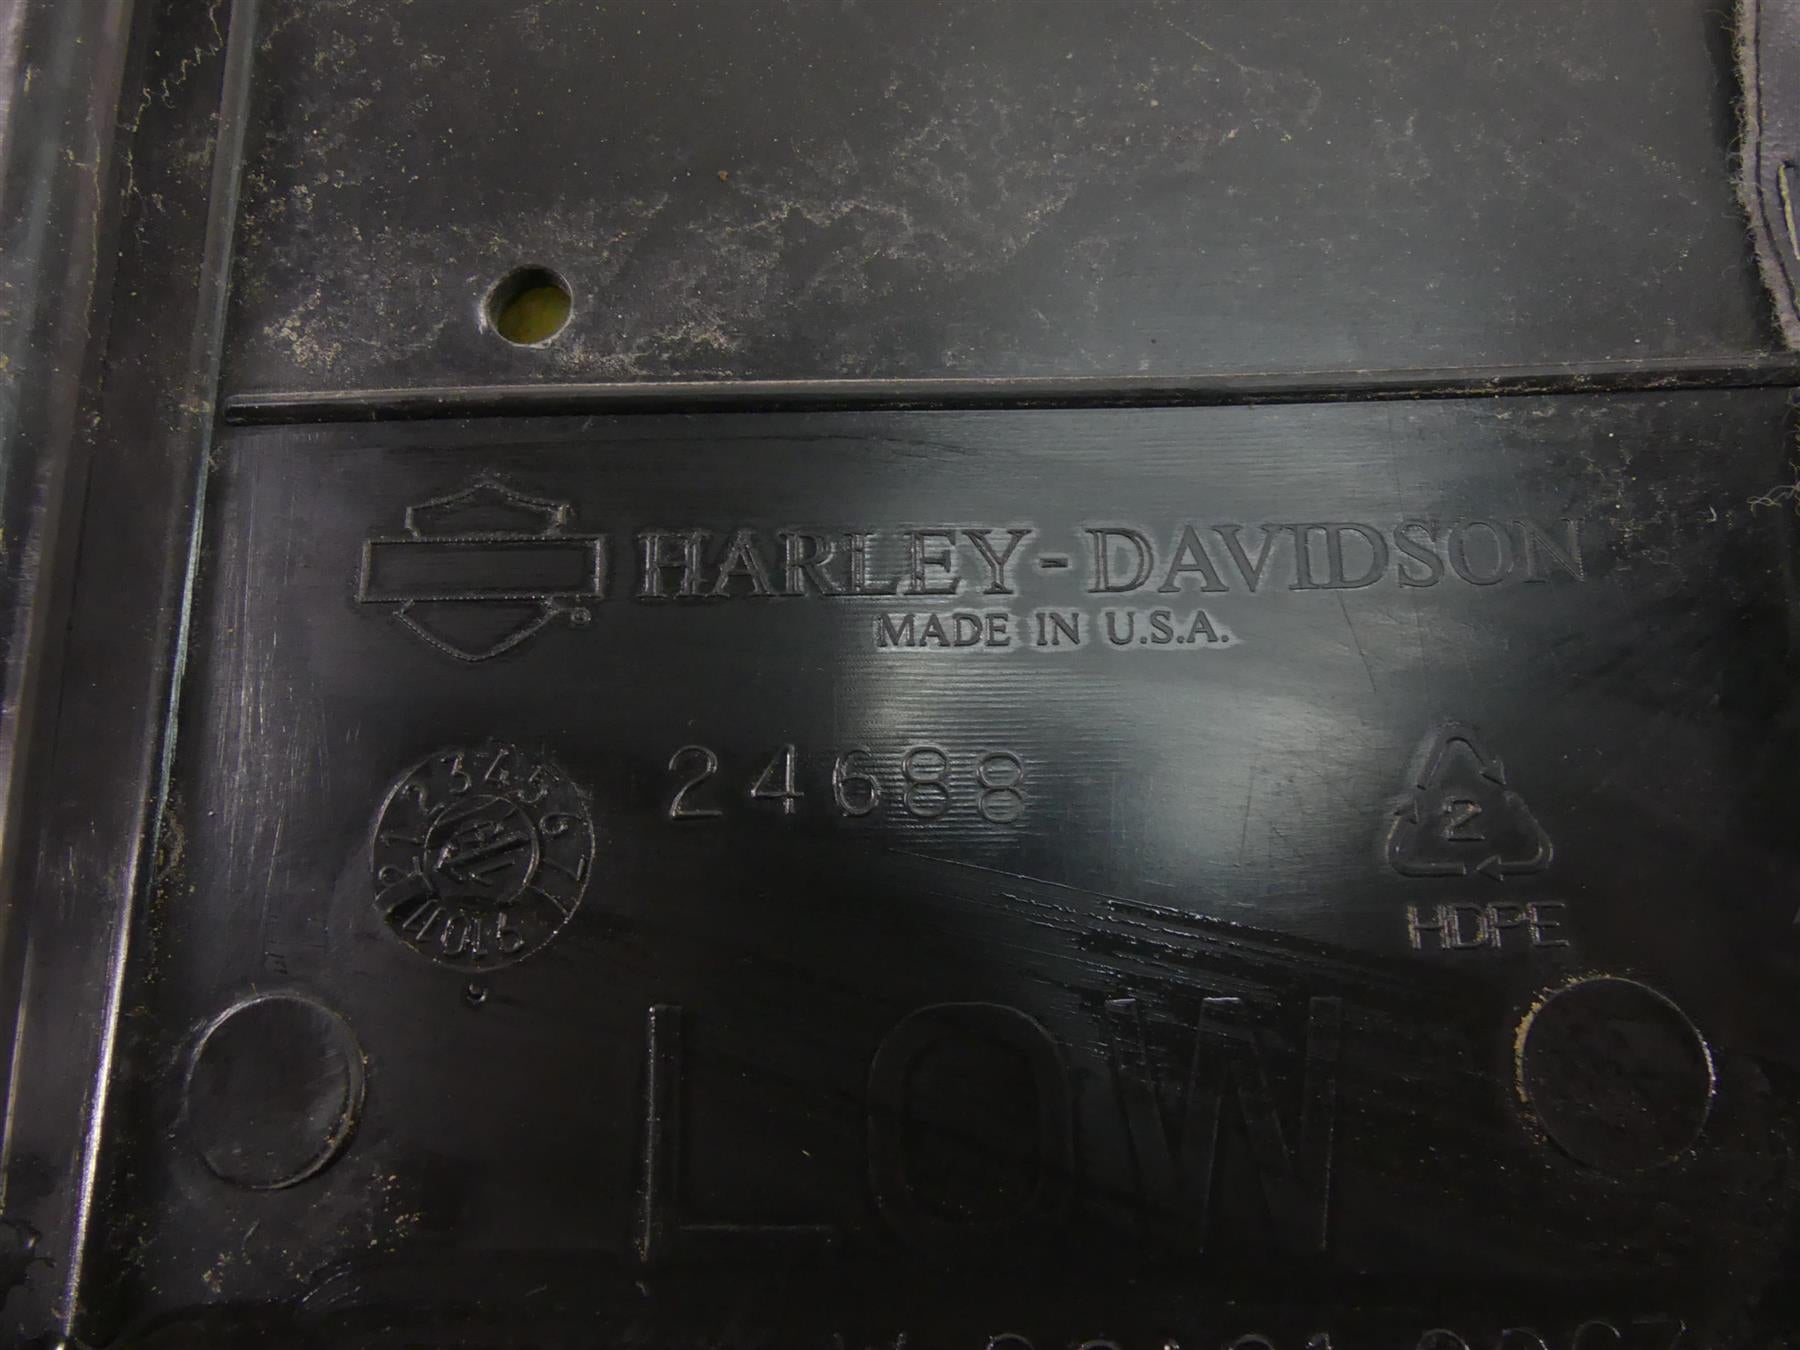 HARLEY-DAVIDSON
®
MADE IN U.S.A.
24688
2
HDPE
LOW